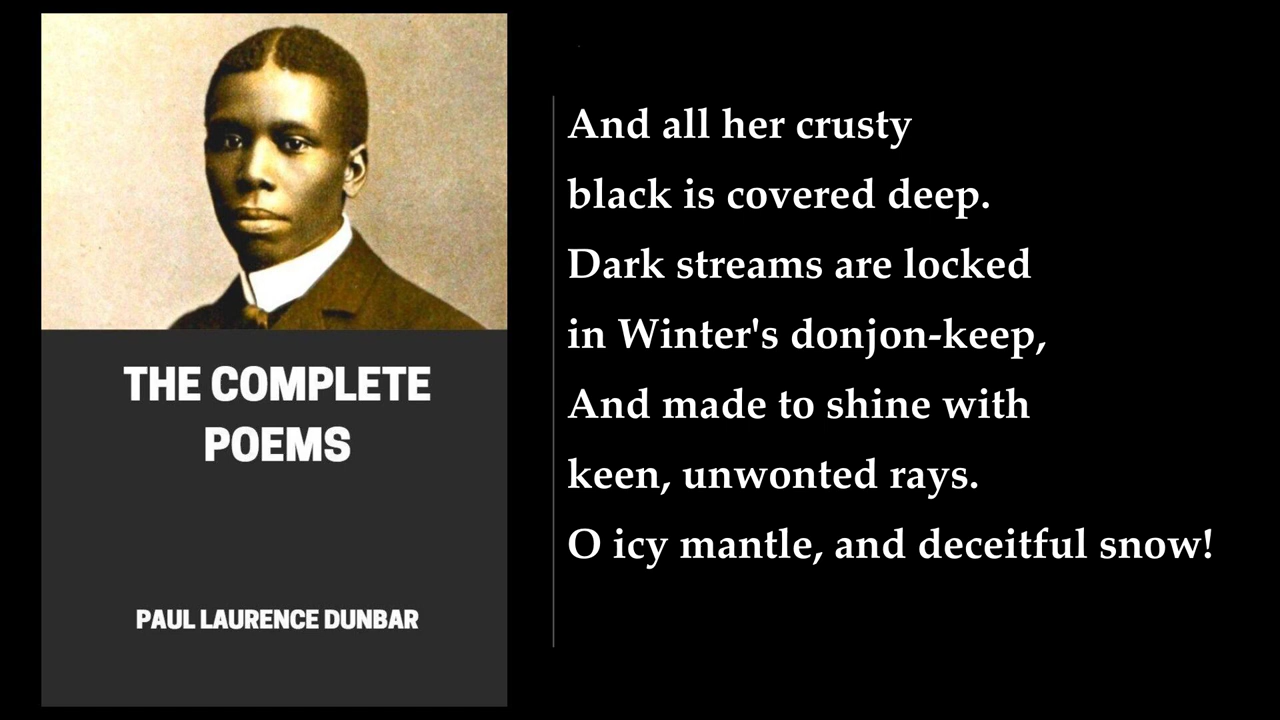 THE COMPLETE
POEMS
PAUL LAURENCE DUNBAR
And all her crusty
black is covered deep.
Dark streams are locked
in Winter's donjon-keep,
And made to shine with
keen, unwonted rays.
O icy mantle, and deceitful snow!